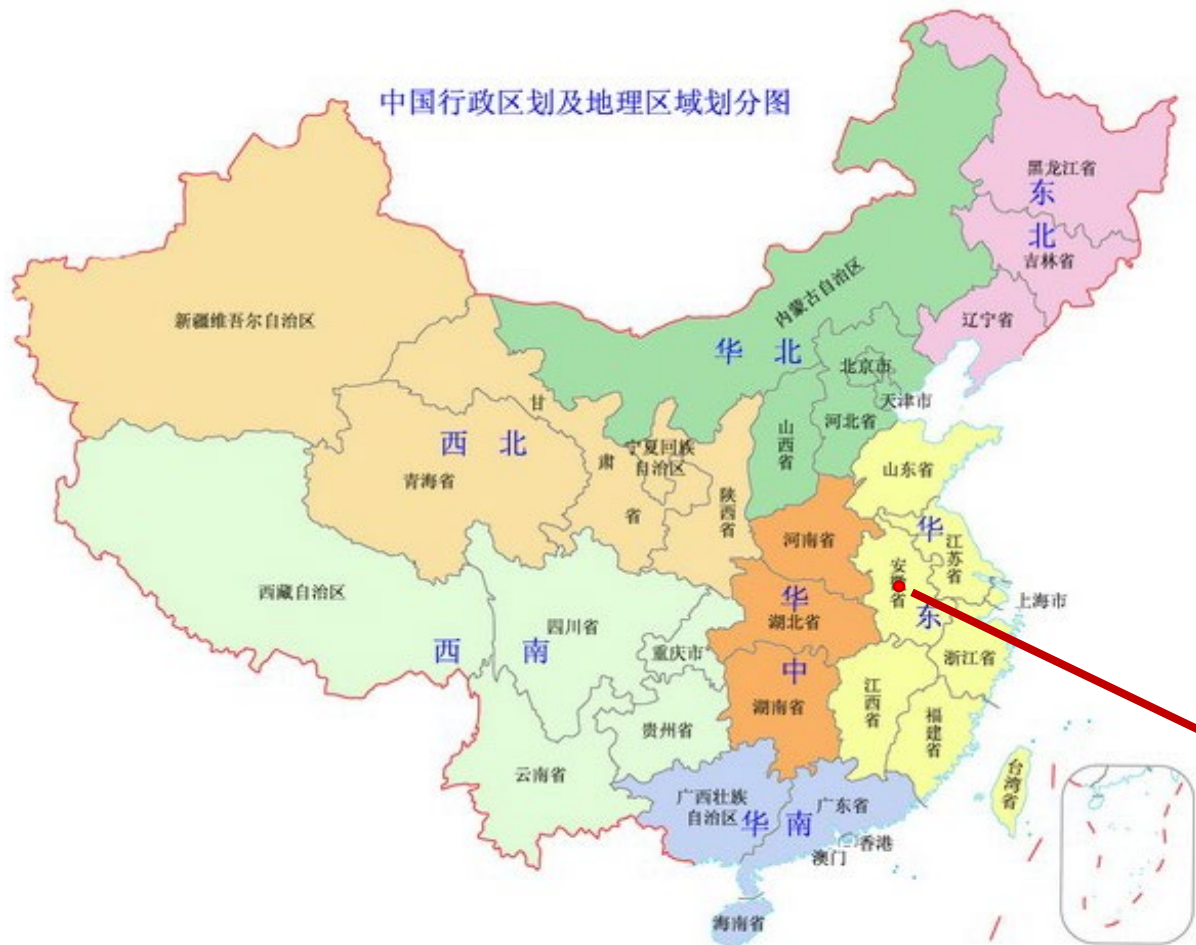 中国行政区划及地理区域划分图
黑龙江省
东
北
吉林省
辽宁省
内蒙古自治区
新疆维吾尔自治区
华北
北京市
天津市
河北省
山西省
甘
肃
省
宁夏回族
自治区
西北
青海省
陕西省
山东省
河南省
华
江苏省
安徽省
东
上海市
西藏自治区
四川省
西南
重庆市
华
湖北省
中
湖南省
浙江省
江西省
福建省
贵州省
云南省
台湾省
广西壮族
自治区
广东省
华南
香港
澳门
海南省